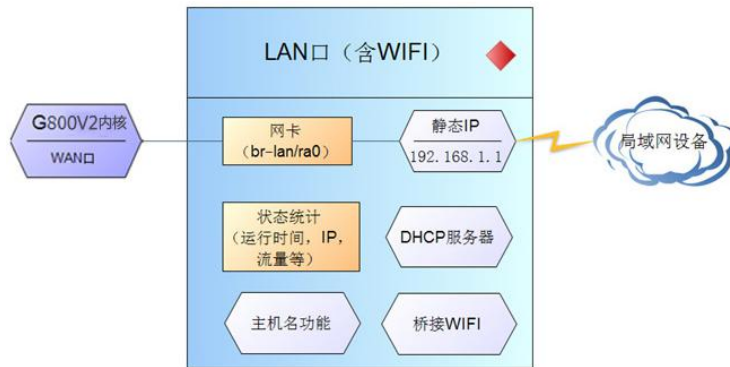 LAN口（含WIFI）
G800V2内核
WAN口
网卡
（br-lan/ra0）
静态IP
192.168.1.1
局域网设备
状态统计
（运行时间，IP，
流量等）
DHCP服务器
主机名功能
桥接WIFI